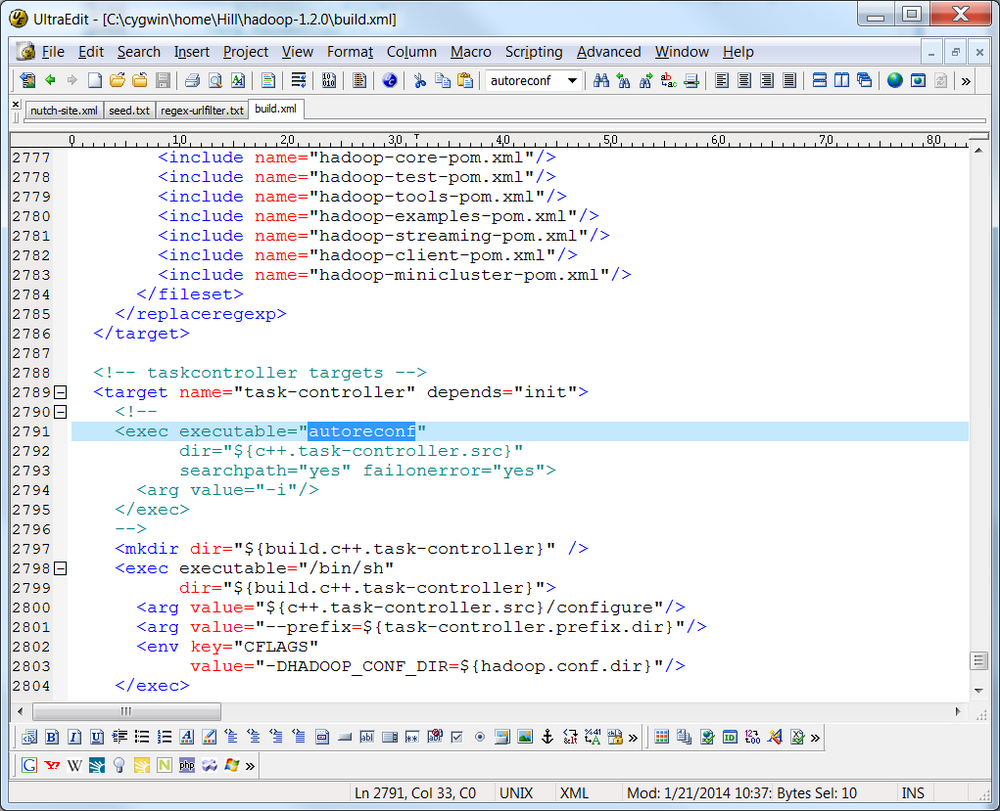 UltraEdit - [C:\cygwin\home\Hill\hadoop-1.2.0\build.xml]
File Edit Search Insert Project View Format Column Macro Scripting Advanced Window Help
autoreconf
nutch-site.xml seed.txt regex-urlfilter.txt build.xml
0 10 20 30 40 50 60 70 80
2777 <include name="hadoop-core-pom.xml"/>
2778 <include name="hadoop-test-pom.xml"/>
2779 <include name="hadoop-tools-pom.xml"/>
2780 <include name="hadoop-examples-pom.xml"/>
2781 <include name="hadoop-streaming-pom.xml"/>
2782 <include name="hadoop-client-pom.xml"/>
2783 <include name="hadoop-minicluster-pom.xml"/>
2784 </fileset>
2785 </replaceregexp>
2786 </target>
2787
2788 <!-- taskcontroller targets -->
2789 <target name="task-controller" depends="init">
2790 <!--
2791 <exec executable="autoreconf"
2792 dir="${c++.task-controller.src}"
2793 searchpath="yes" failonerror="yes">
2794 <arg value="-i"/>
2795 </exec>
2796 -->
2797 <mkdir dir="${build.c++.task-controller}" />
2798 <exec executable="/bin/sh"
2799 dir="${build.c++.task-controller}">
2800 <arg value="${c++.task-controller.src}/configure"/>
2801 <arg value="--prefix=${task-controller.prefix.dir}"/>
2802 <env key="CFLAGS"
2803 value="-DHADOOP_CONF_DIR=${hadoop.conf.dir}"/>
2804 </exec>
Ln 2791, Col 33, C0 UNIX XML Mod: 1/21/2014 10:37: Bytes Sel: 10 INS